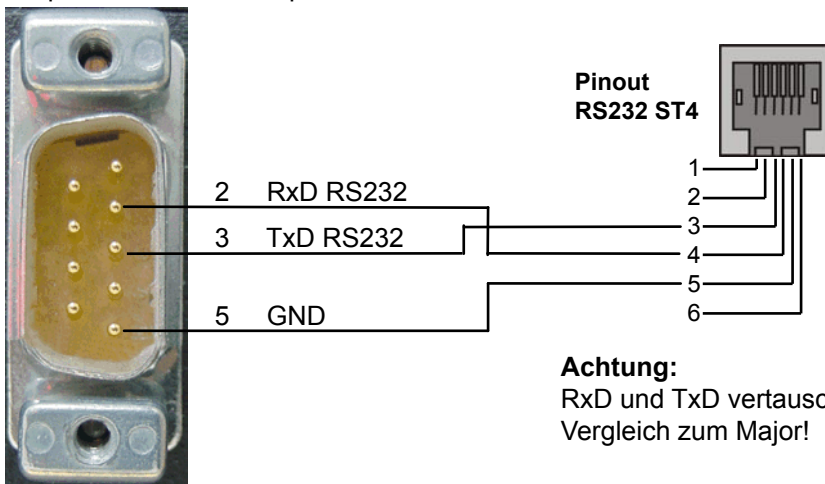 Pinout
RS232 ST4
2 RxD RS232
3 TxD RS232
5 GND
1
2
3
4
5
6
Achtung:
RxD und TxD
Vergleich zum Major!